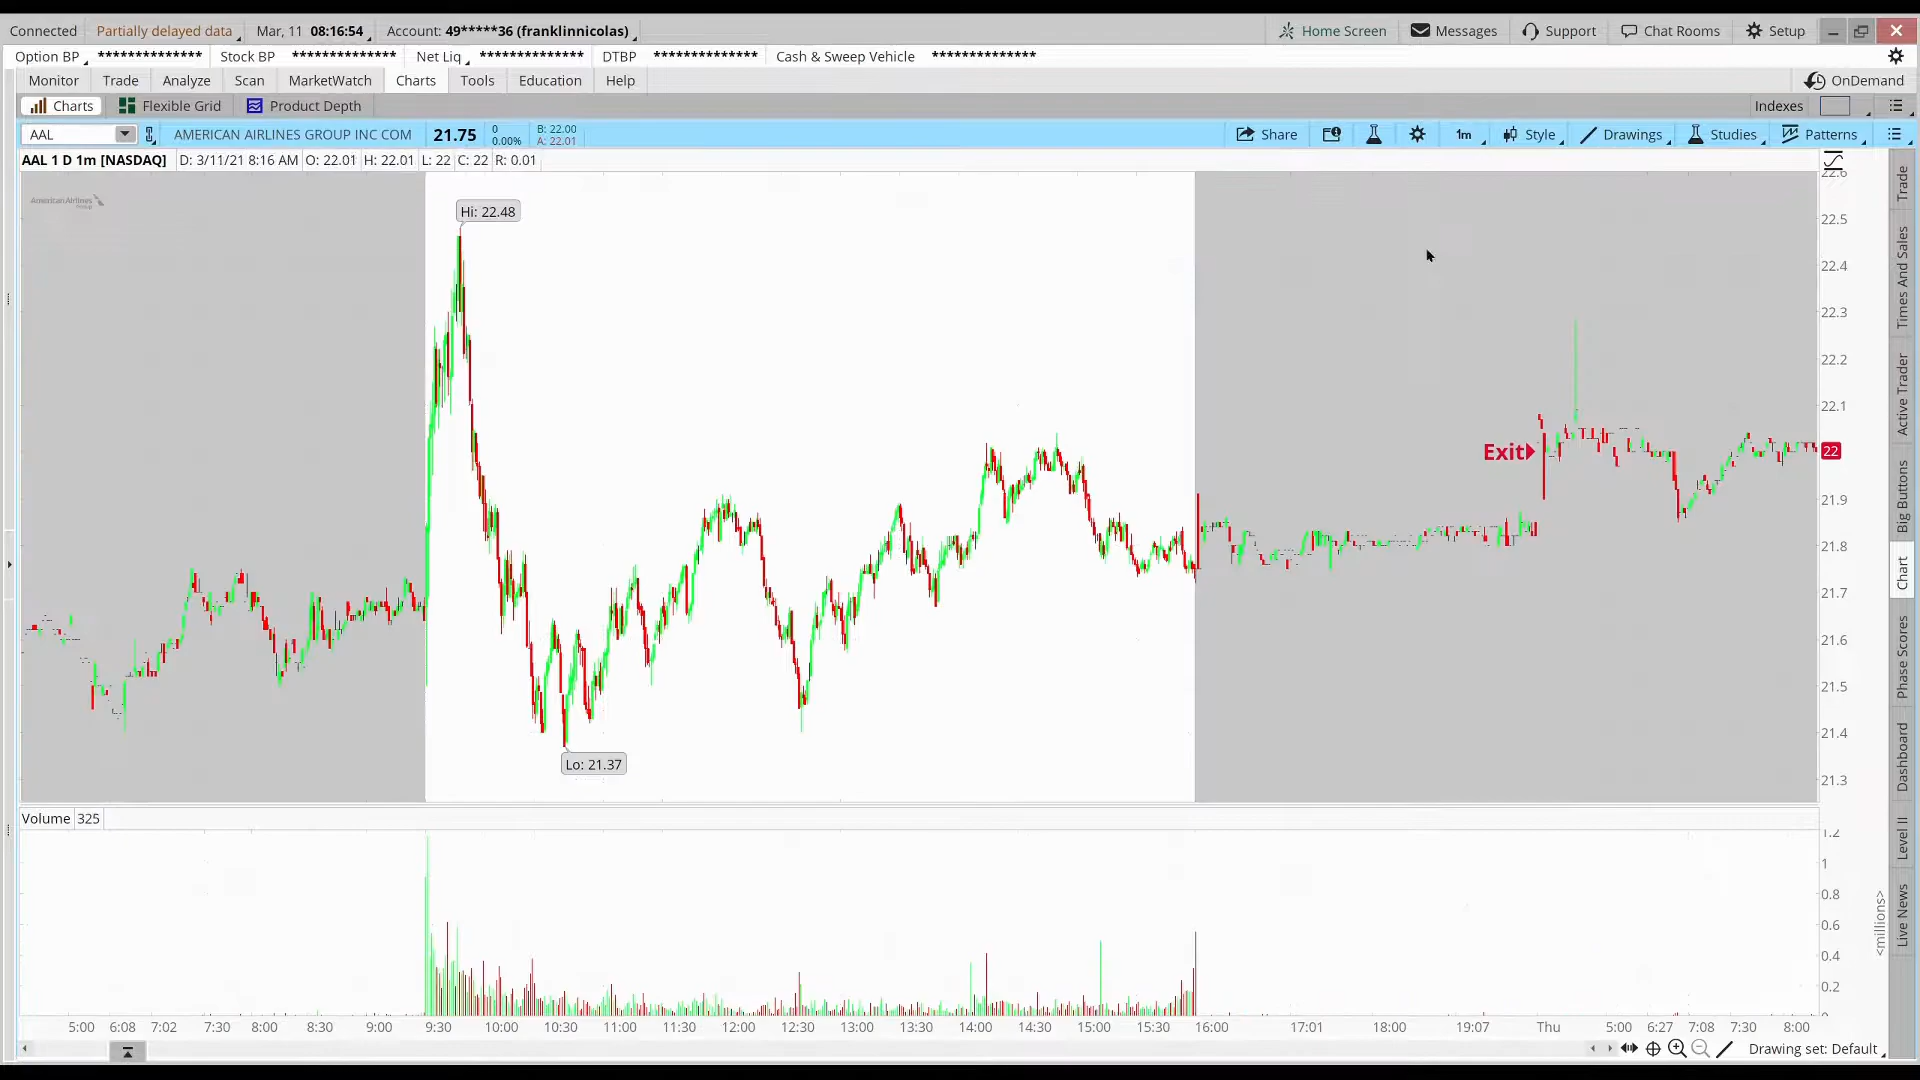 Connected Partially delayed data Mar, 11 08:16:54 Account: 49*****36 (franklinnicolas) Home Screen Messages Support Chat Rooms Setup
Option BP ************** Stock BP ************** Net Liq ************** DTBP ************** Cash & Sweep Vehicle **************
Monitor Trade Analyze Scan MarketWatch Charts Tools Education Help OnDemand
Charts Flexible Grid Product Depth Indexes
AAL AMERICAN AIRLINES GROUP INC COM 21.75 0 0.00% B: 22.00 A: 22.01 Share 1m Style Drawings Studies Patterns
AAL 1 D 1m [NASDAQ] D: 3/11/21 8:16 AM O: 22.01 H: 22.01 L: 22 C: 22 R: 0.01
American Airlines
Hi: 22.48
Exit
Lo: 21.37
22.6
22.5
22.4
22.3
22.2
22.1
22
21.9
21.8
21.7
21.6
21.5
21.4
21.3
Volume 325
1.2
1
0.8
0.6
0.4
0.2
0
<millions>
5:00 6:08 7:02 7:30 8:00 8:30 9:00 9:30 10:00 10:30 11:00 11:30 12:00 12:30 13:00 13:30 14:00 14:30 15:00 15:30 16:00 17:01 18:00 19:07 Thu 5:00 6:27 7:08 7:30 8:00
Drawing set: Default
Trade
Times And Sales
Active Trader
Big Buttons
Chart
Phase Scores
Dashboard
Level II
Live News